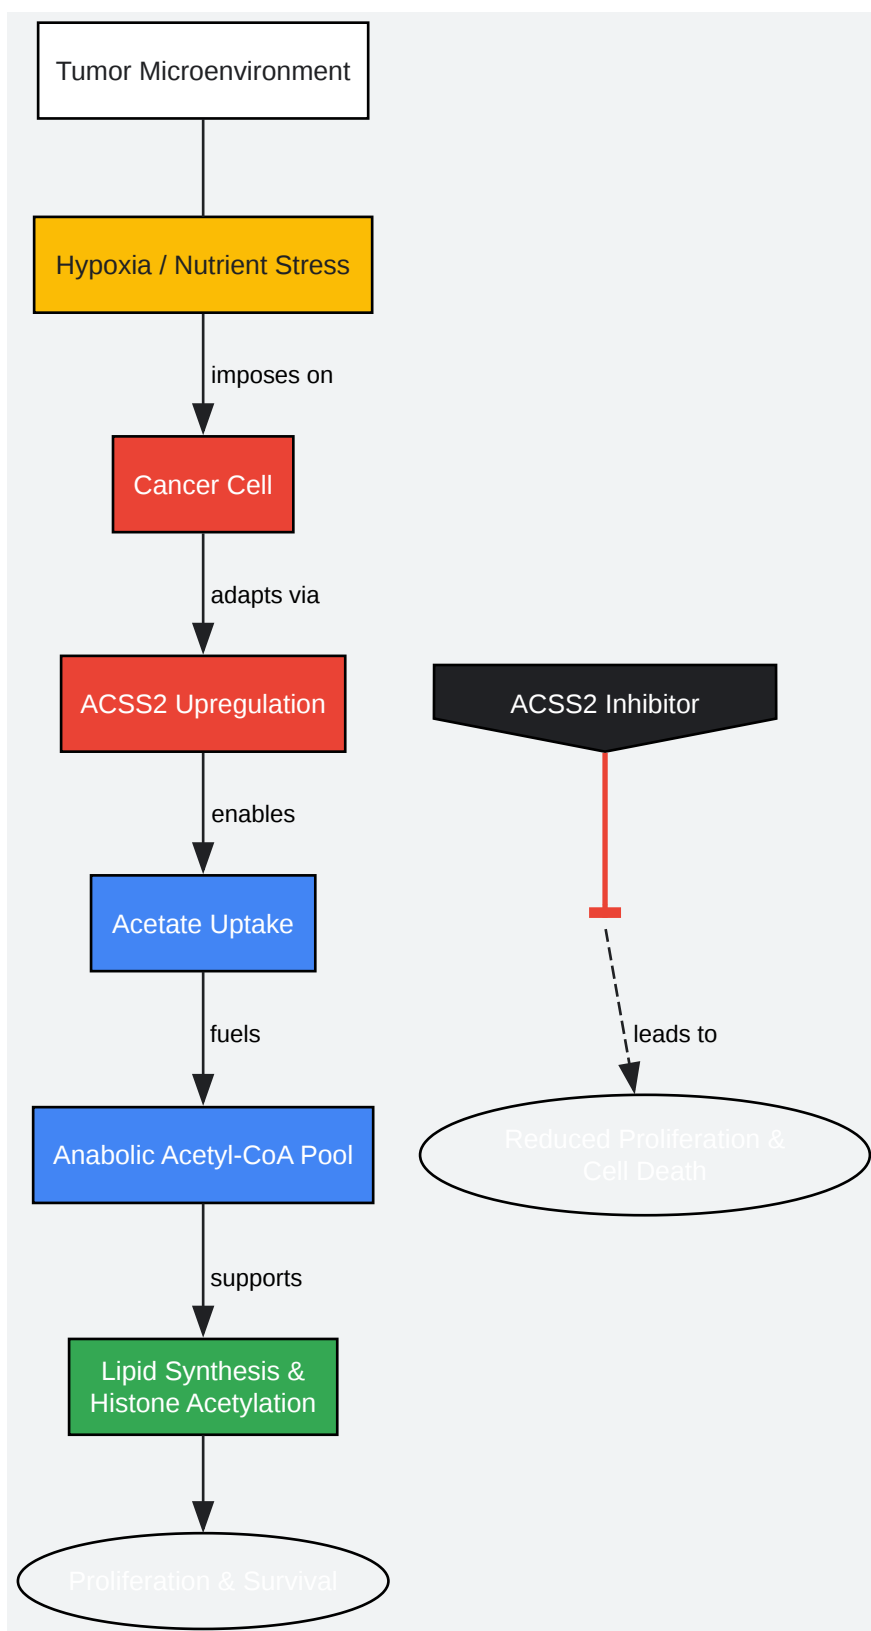 Tumor Microenvironment
Hypoxia / Nutrient Stress
imposes on
Cancer Cell
adapts via
ACSS2 Upregulation
enables
Acetate Uptake
fuels
Anabolic Acetyl-CoA Pool
supports
Lipid Synthesis &
Histone Acetylation
Proliferation & Survival
ACSS2 Inhibitor
leads to
Reduced Proliferation &
Cell Death